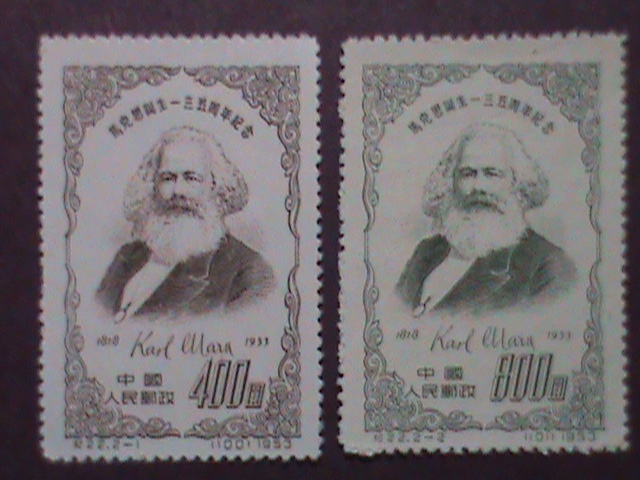 馬克思誕生一三五周年紀念
1818 Karl Marx 1953
中國
人民郵政
400圓
紀22.2-1 (100) 1953
馬克思誕生一三五周年紀念
1818 Karl Marx 1953
中國
人民郵政
800圓
紀22.2-2 (101) 1953